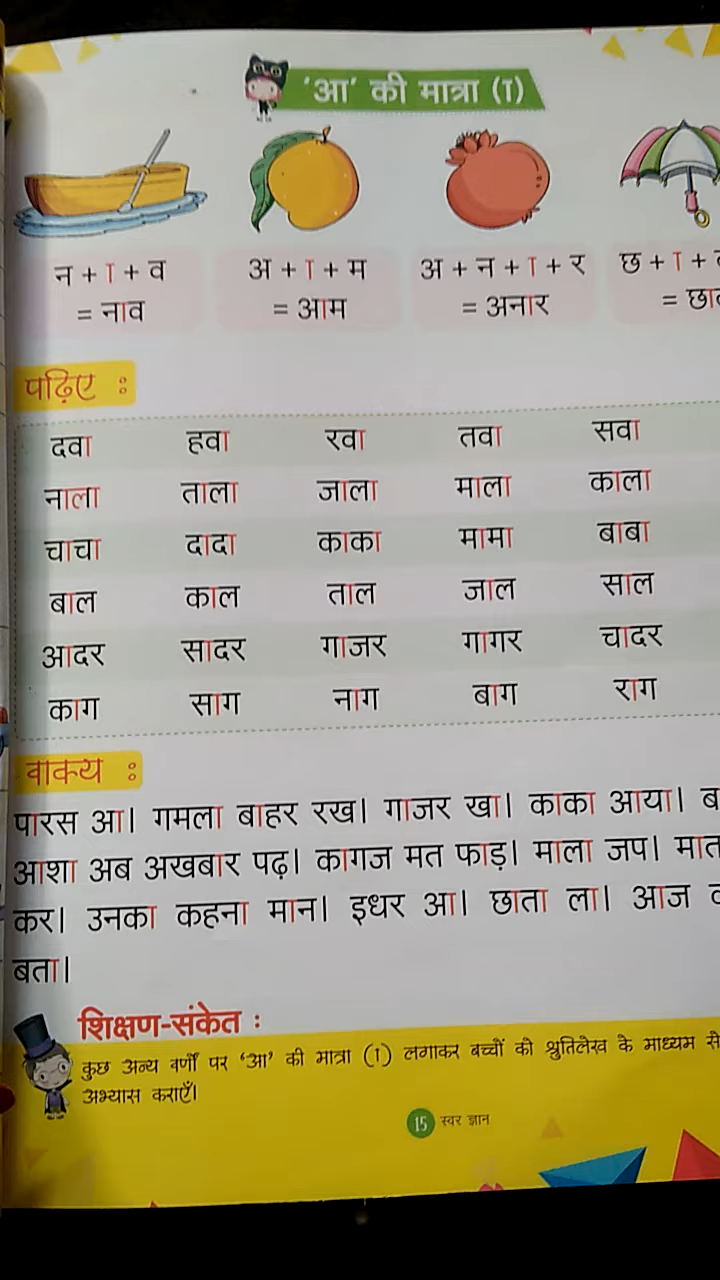 'आ' की मात्रा (ा)
न + ा + व
= नाव
अ + ा + म
= आम
अ + न + ा + र
= अनार
छ + ा +
=
पढ़िए :
दवा हवा रवा तवा सवा
नाला ताला जाला माला काला
चाचा दादा काका मामा बाबा
बाल काल ताल जाल साल
आदर सादर गाजर गागर चादर
काग साग नाग बाग राग
वाक्य :
पारस आ। गमला बाहर रख। गाजर खा। काका आया।
आशा अब अखबार पढ़। कागज मत फाड़। माला जप।
कर। उनका कहना मान। इधर आ। छाता ला। आज
बता।
शिक्षण-संकेत :
कुछ अन्य वर्णों पर 'आ' की मात्रा (ा) लगाकर बच्चों को श्रुतिलेख के माध्यम से
अभ्यास कराएँ।
15 स्वर ज्ञान